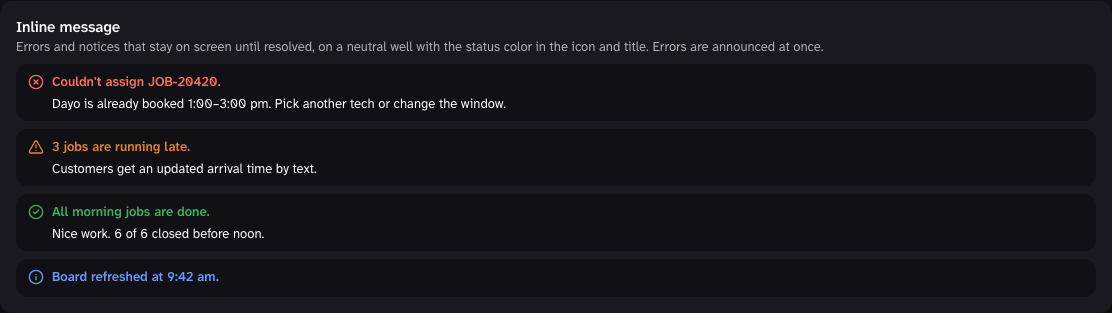 Inline message
Errors and notices that stay on screen until resolved, on a neutral well with the status color in the icon and title. Errors are announced at once.
Couldn't assign JOB-20420.
Dayo is already booked 1:00–3:00 pm. Pick another tech or change the window.
3 jobs are running late.
Customers get an updated arrival time by text.
All morning jobs are done.
Nice work. 6 of 6 closed before noon.
Board refreshed at 9:42 am.